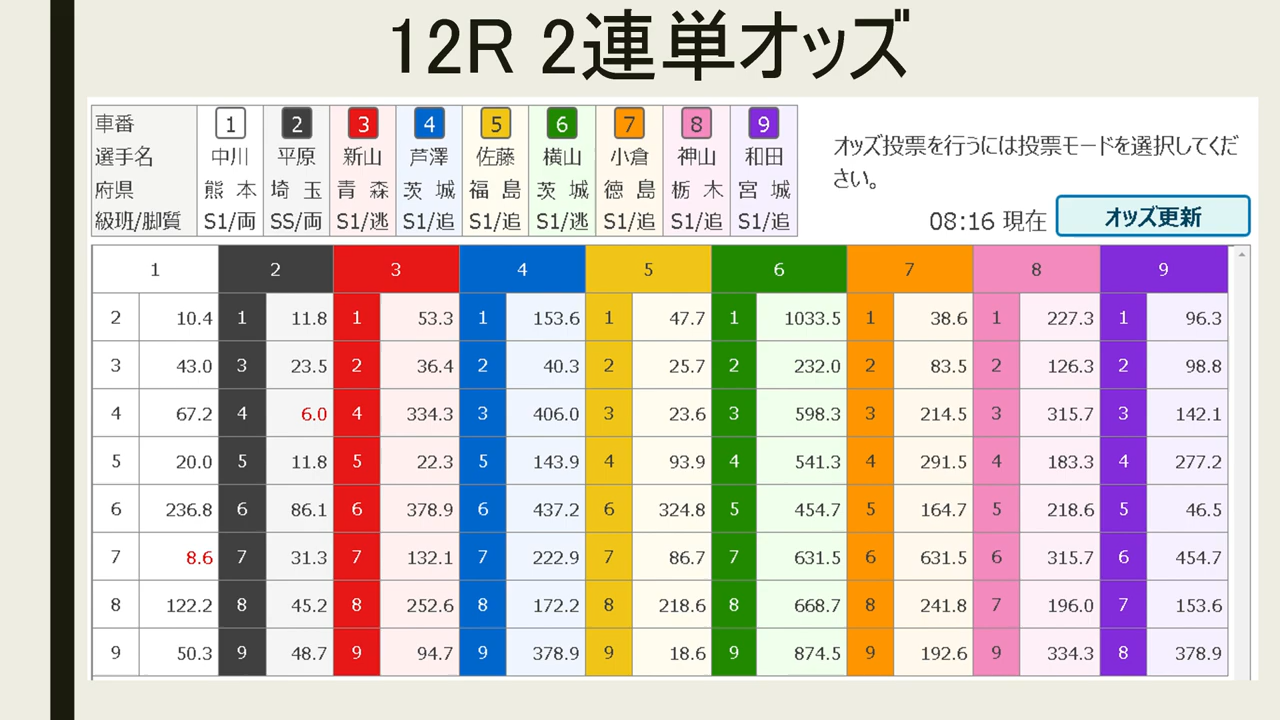 12R 2連単オッズ
車番 1 2 3 4 5 6 7 8 9
選手名 中川 平原 新山 芦澤 佐藤 横山 小倉 神山 和田
府県 熊本 埼玉 青森 茨城 福島 茨城 徳島 栃木 宮城
級班/脚質 S1/両 SS/両 S1/逃 S1/追 S1/追 S1/逃 S1/追 S1/追 S1/追
オッズ投票を行うには投票モードを選択してくだ
さい。
08:16 現在 オッズ更新
1 2 3 4 5 6 7 8 9
2 10.4 1 11.8 1 53.3 1 153.6 1 47.7 1 1033.5 1 38.6 1 227.3 1 96.3
3 43.0 3 23.5 2 36.4 2 40.3 2 25.7 2 232.0 2 83.5 2 126.3 2 98.8
4 67.2 4 6.0 4 334.3 3 406.0 3 23.6 3 598.3 3 214.5 3 315.7 3 142.1
5 20.0 5 11.8 5 22.3 5 143.9 4 93.9 4 541.3 4 291.5 4 183.3 4 277.2
6 236.8 6 86.1 6 378.9 6 437.2 6 324.8 5 454.7 5 164.7 5 218.6 5 46.5
7 8.6 7 31.3 7 132.1 7 222.9 7 86.7 7 631.5 6 631.5 6 315.7 6 454.7
8 122.2 8 45.2 8 252.6 8 172.2 8 218.6 8 668.7 8 241.8 7 196.0 7 153.6
9 50.3 9 48.7 9 94.7 9 378.9 9 18.6 9 874.5 9 192.6 9 334.3 8 378.9